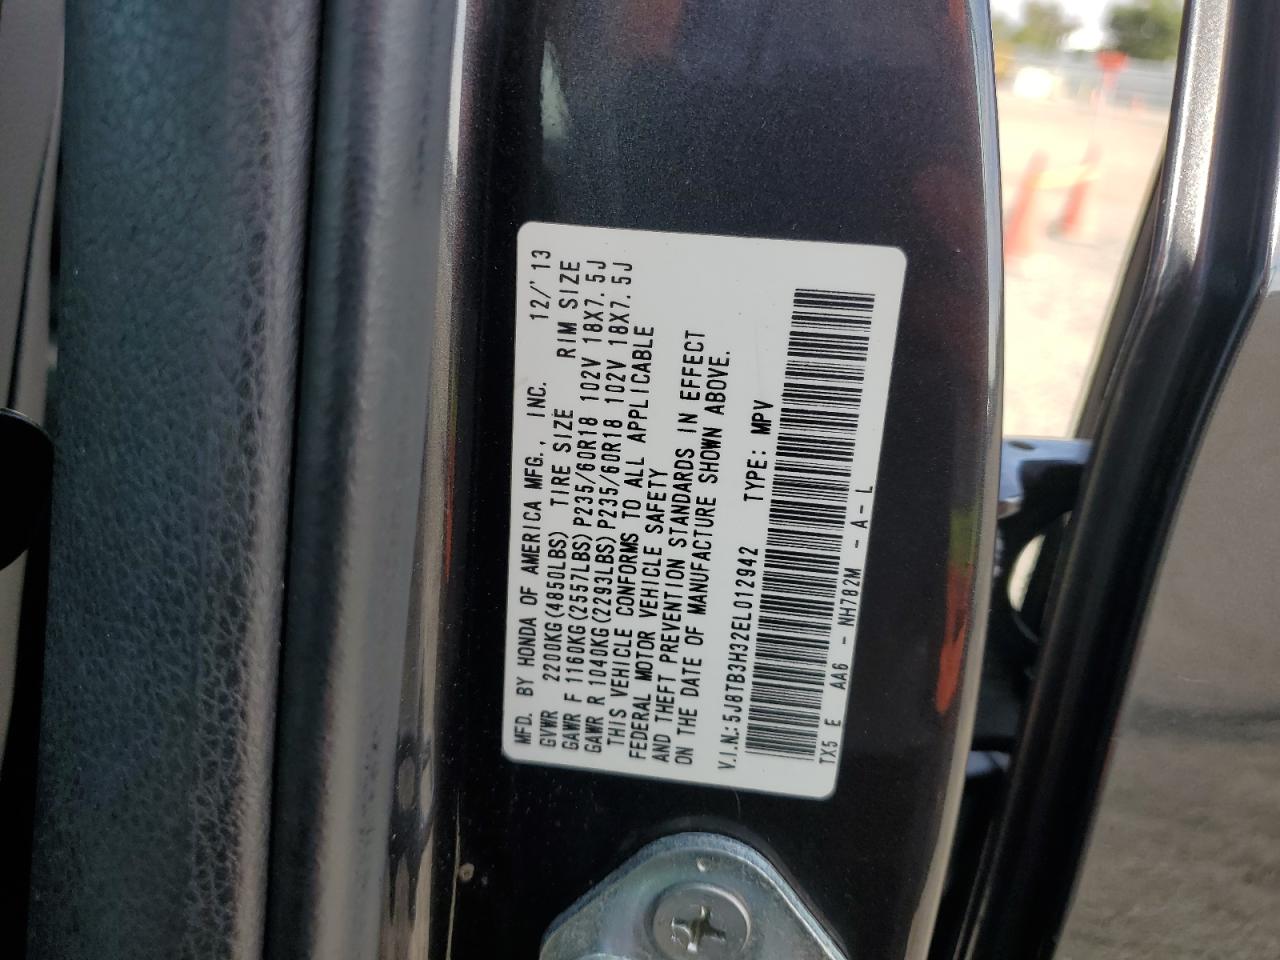 MFD. BY HONDA OF AMERICA MFG., INC. 12/'13
GVWR 2200KG(4850LBS) TIRE SIZE RIM SIZE
GAWR F 1160KG(2557LBS)P235/60R18 102V 18X7.5J
GAWR R 1040KG(2293LBS)P235/60R18 102V 18X7.5J
THIS VEHICLE CONFORMS TO ALL APPLICABLE
FEDERAL MOTOR VEHICLE SAFETY
AND THEFT PREVENTION STANDARDS IN EFFECT
ON THE DATE OF MANUFACTURE SHOWN ABOVE.
V.I.N.:5J8TB3H32EL012942 TYPE: MPV
TX5 E AA6 - NH782M - A - L